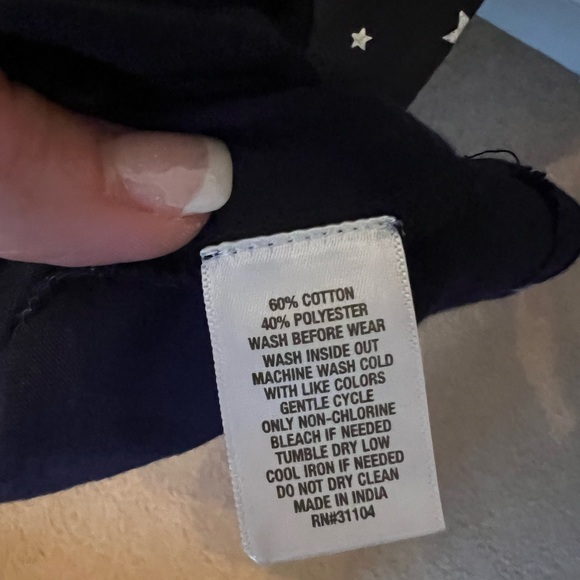 60% COTTON
40% POLYESTER
WASH BEFORE WEAR
WASH INSIDE OUT
MACHINE WASH COLD
WITH LIKE COLORS
GENTLE CYCLE
ONLY NON-CHLORINE
BLEACH IF NEEDED
TUMBLE DRY LOW
COOL IRON IF NEEDED
DO NOT DRY CLEAN
MADE IN INDIA
RN#31104